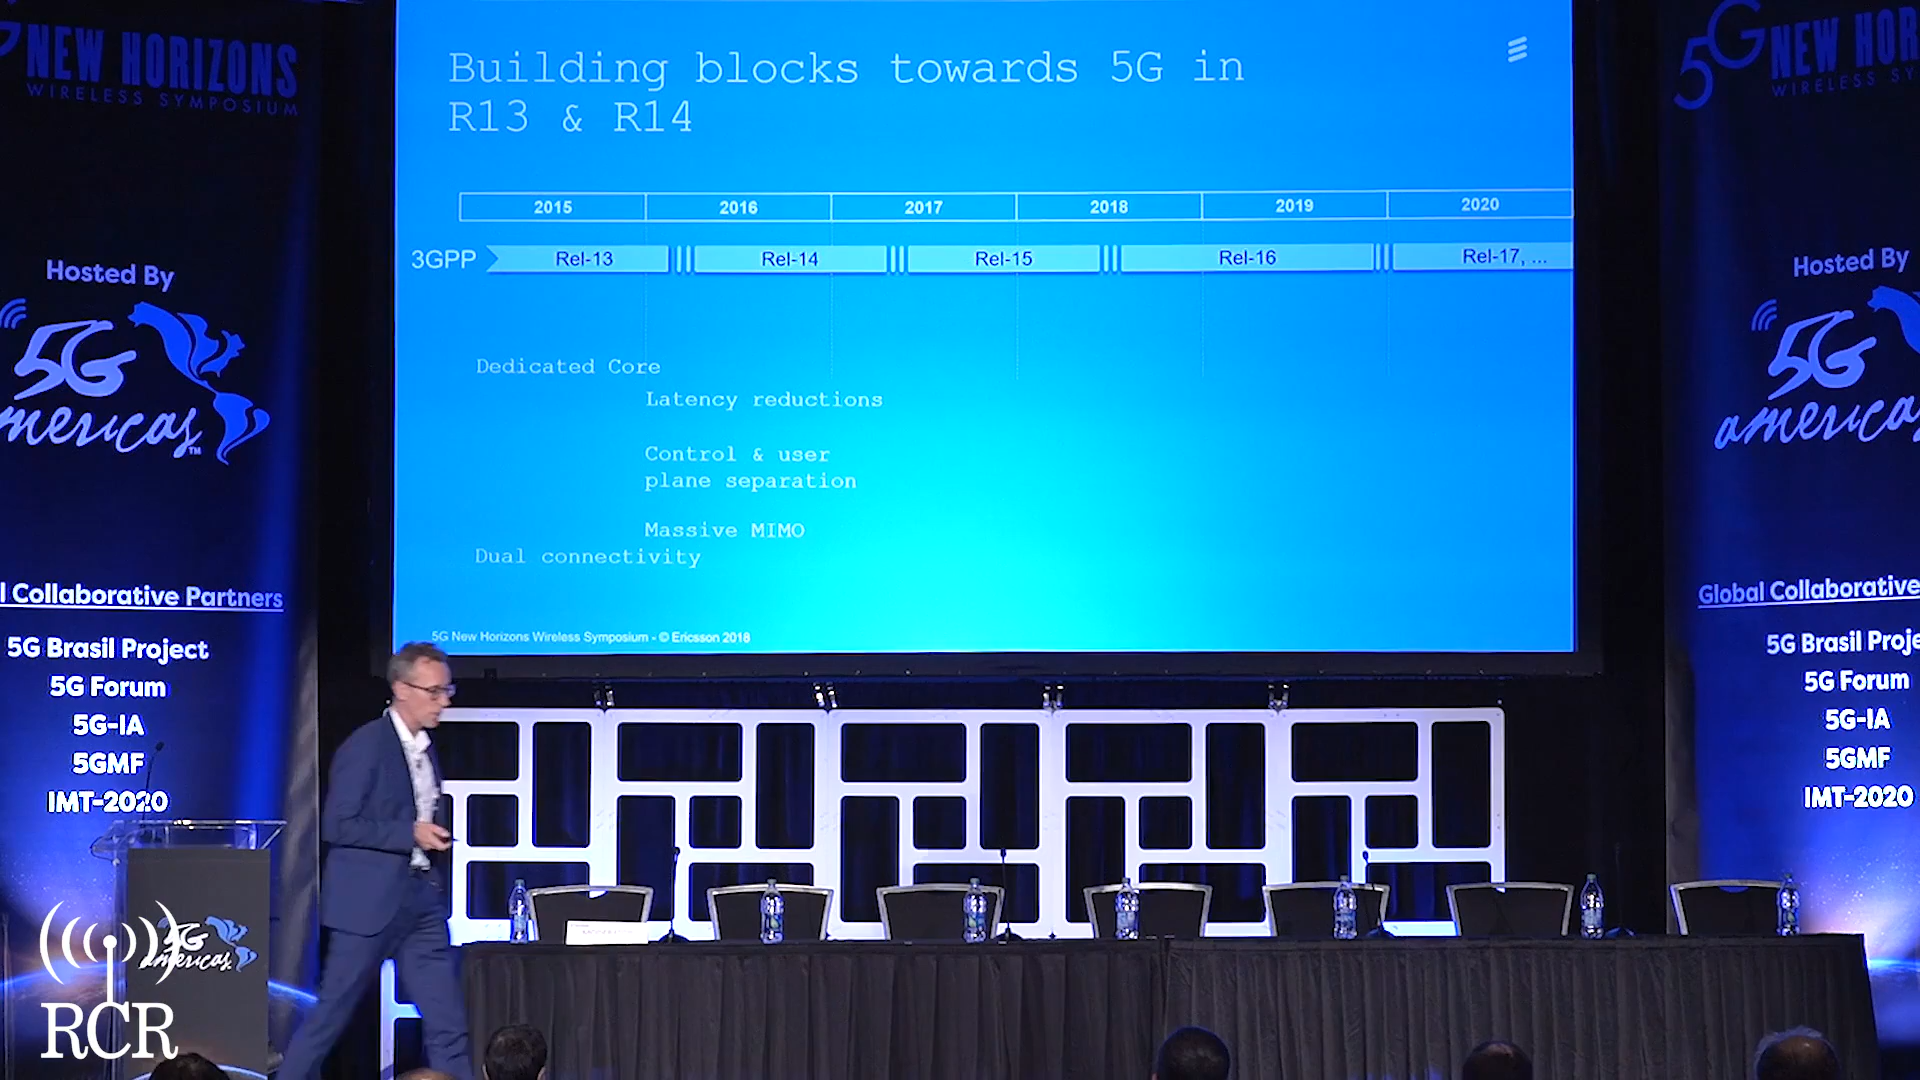 NEW HORIZONS
WIRELESS SYMPOSIUM
Hosted By
5G
americas™
l Collaborative Partners
5G Brasil Project
5G Forum
5G-IA
5GMF
IMT-2020
Building blocks towards 5G in
R13 & R14
2015 2016 2017 2018 2019 2020
3GPP Rel-13 Rel-14 Rel-15 Rel-16 Rel-17, ...
Dedicated Core
Latency reductions
Control & user
plane separation
Massive MIMO
Dual connectivity
5G New Horizons Wireless Symposium - © Ericsson 2018
5G NEW HOR
WIRELESS SY
Hosted By
5G
america
Global Collaborative
5G Brasil Proje
5G Forum
5G-IA
5GMF
IMT-2020
5G
americas
RCR